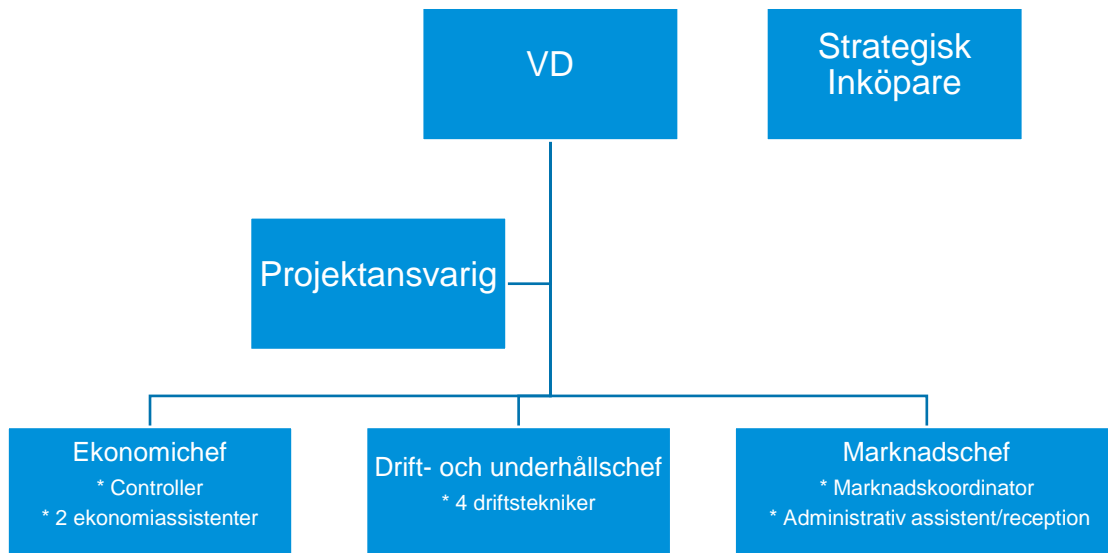 VD
Strategisk
Inköpare
Projektansvarig
Ekonomichef
* Controller
* 2 ekonomiassistenter
Drift- och underhållschef
* 4 driftstekniker
Marknadschef
* Marknadskoordinator
* Administrativ assistent/reception